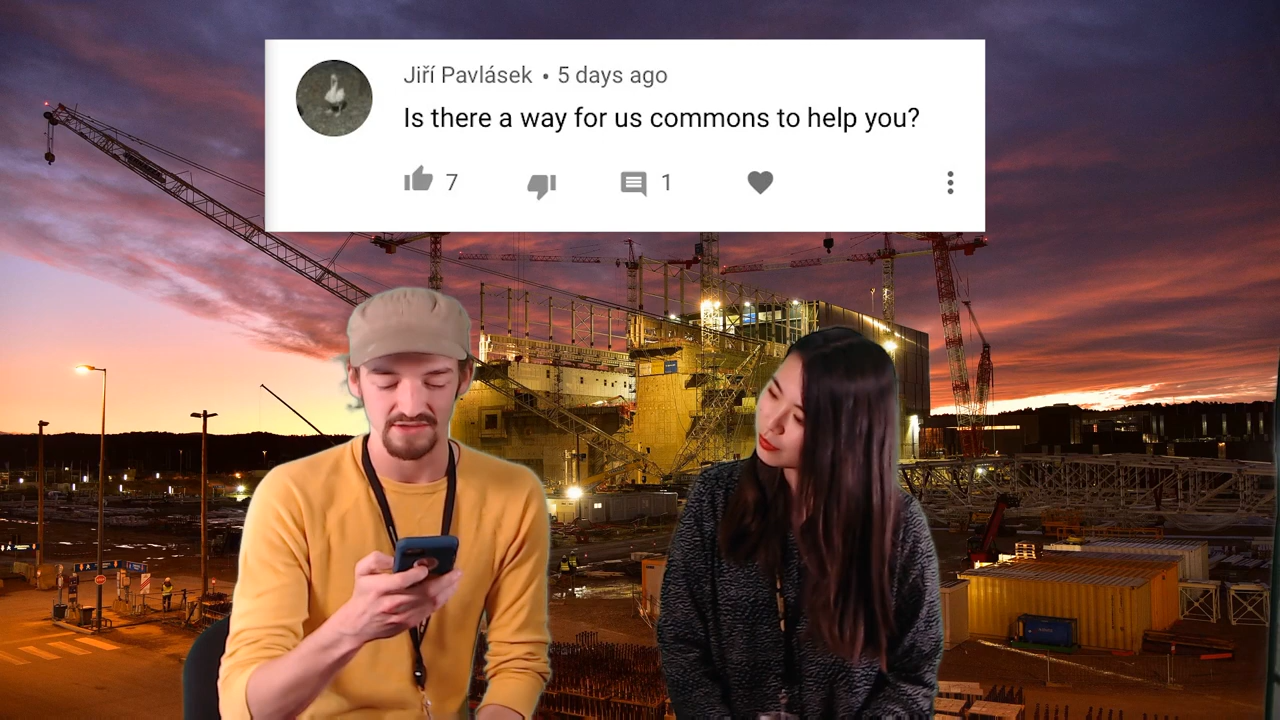 Jiří Pavlásek • 5 days ago
Is there a way for us commons to help you?
7 1